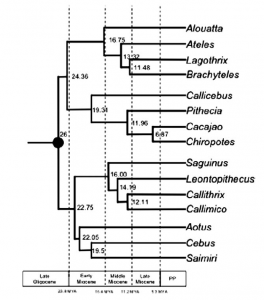 Alouatta
16.75
Ateles
Lagothrix
11.48
Brachyteles
24.36
Callicebus
19.31
Pithecia
11.96
Cacajao
6.67
Chiropotes
26
Saguinus
16.00
Leontopithecus
14.19
Callithrix
12.11
Callimico
22.75
Aotus
22.05
Cebus
19.5
Saimiri
Late Oligocene
Early Miocene
Middle Miocene
Late Miocene
PP